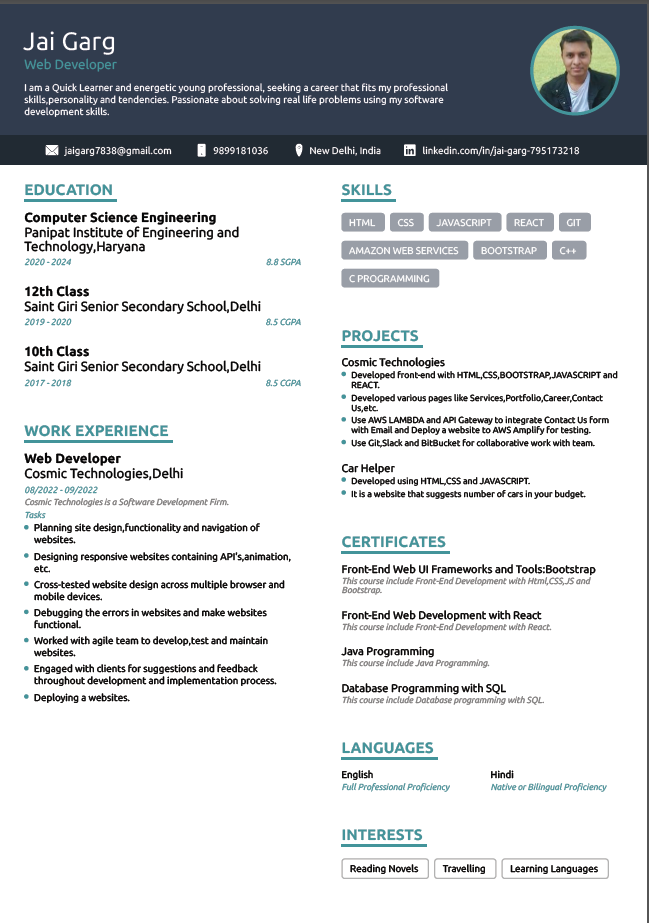 Jai Garg
Web Developer
I am a Quick Learner and energetic young professional, seeking a career that fits my professional
skills,personality and tendencies. Passionate about solving real life problems using my software
development skills.
jaigarg7838@gmail.com
9899181036
New Delhi, India
linkedin.com/in/jai-garg-795173218
EDUCATION
Computer Science Engineering
Panipat Institute of Engineering and
Technology,Haryana
2020 - 2024 8.8 SGPA
12th Class
Saint Giri Senior Secondary School,Delhi
2019 - 2020 8.5 CGPA
10th Class
Saint Giri Senior Secondary School,Delhi
2017 - 2018 8.5 CGPA
WORK EXPERIENCE
Web Developer
Cosmic Technologies,Delhi
08/2022 - 09/2022
Cosmic Technologies is a Software Development Firm.
Tasks
Planning site design,functionality and navigation of
websites.
Designing responsive websites containing API's,animation,
etc.
Cross-tested website design across multiple browser and
mobile devices.
Debugging the errors in websites and make websites
functional.
Worked with agile team to develop,test and maintain
websites.
Engaged with clients for suggestions and feedback
throughout development and implementation process.
Deploying a websites.
SKILLS
HTML CSS JAVASCRIPT REACT GIT
AMAZON WEB SERVICES BOOTSTRAP C++
C PROGRAMMING
PROJECTS
Cosmic Technologies
Developed front-end with HTML,CSS,BOOTSTRAP,JAVASCRIPT and
REACT.
Developed various pages like Services,Portfolio,Career,Contact
Us,etc.
Use AWS LAMBDA and API Gateway to integrate Contact Us form
with Email and Deploy a website to AWS Amplify for testing.
Use Git,Slack and BitBucket for collaborative work with team.
Car Helper
Developed using HTML,CSS and JAVASCRIPT.
It is a website that suggests number of cars in your budget.
CERTIFICATES
Front-End Web UI Frameworks and Tools:Bootstrap
This course include Front-End Development with Html,CSS,JS and
Bootstrap.
Front-End Web Development with React
This course include Front-End Development with React.
Java Programming
This course include Java Programming.
Database Programming with SQL
This course include Database programming with SQL.
LANGUAGES
English
Full Professional Proficiency
Hindi
Native or Bilingual Proficiency
INTERESTS
Reading Novels Travelling Learning Languages